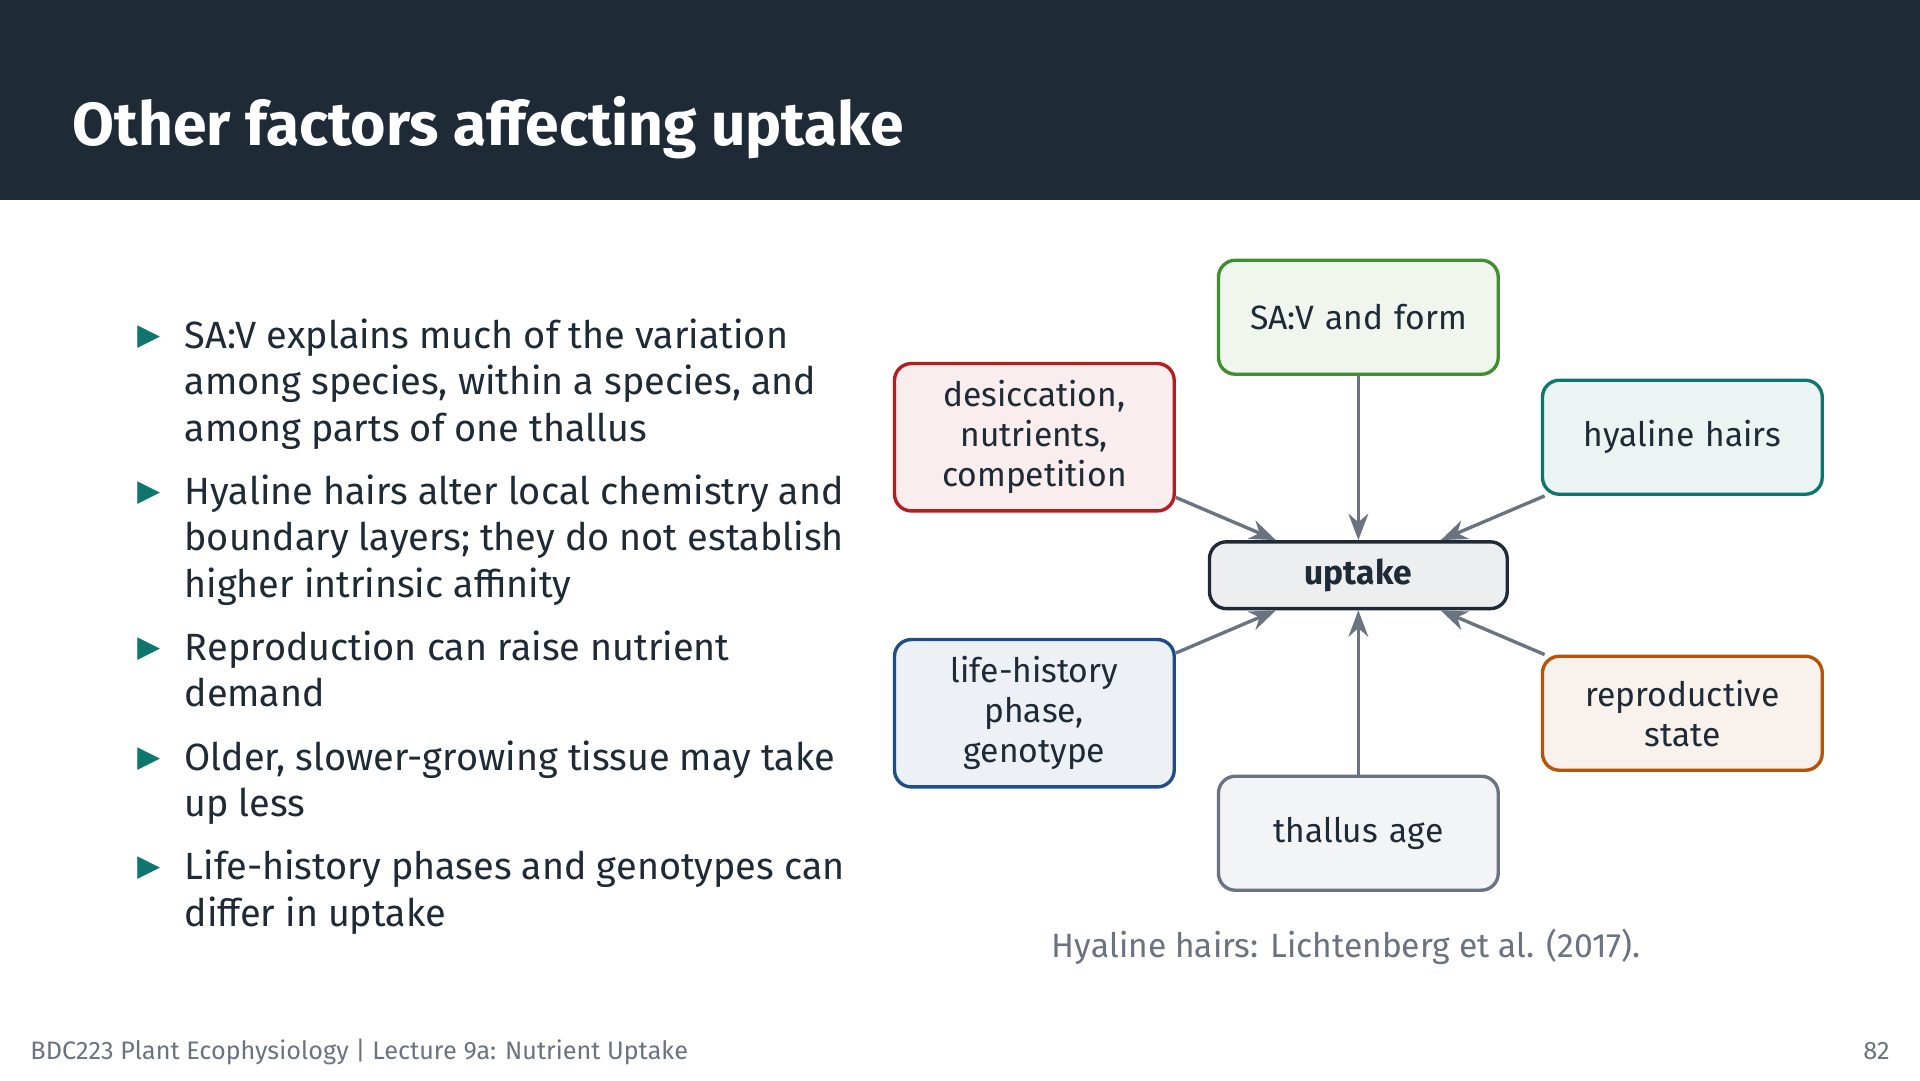 Other factors affecting uptake
SA:V explains much of the variation
among species, within a species, and
among parts of one thallus
Hyaline hairs alter local chemistry and
boundary layers; they do not establish
higher intrinsic affinity
Reproduction can raise nutrient
demand
Older, slower-growing tissue may take
up less
Life-history phases and genotypes can
differ in uptake
SA:V and form
desiccation,
nutrients,
competition
hyaline hairs
uptake
life-history
phase,
genotype
reproductive
state
thallus age
Hyaline hairs: Lichtenberg et al. (2017).
BDC223 Plant Ecophysiology | Lecture 9a: Nutrient Uptake
82